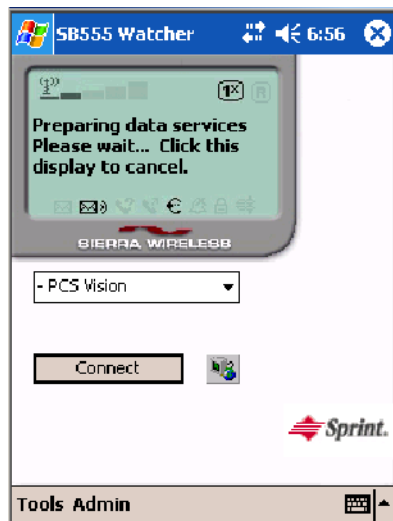 SB555 Watcher 6:56
1X R
Preparing data services
Please wait... Click this
display to cancel.
SIERRA WIRELESS
- PCS Vision
Connect
Sprint.
Tools Admin